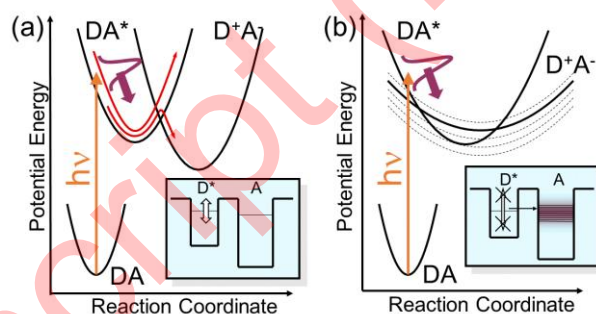 (a)
DA*
D⁺A⁻
Potential Energy
hν
D*
A
DA
Reaction Coordinate
(b)
DA*
D⁺A⁻
Potential Energy
hν
D*
A
DA
Reaction Coordinate